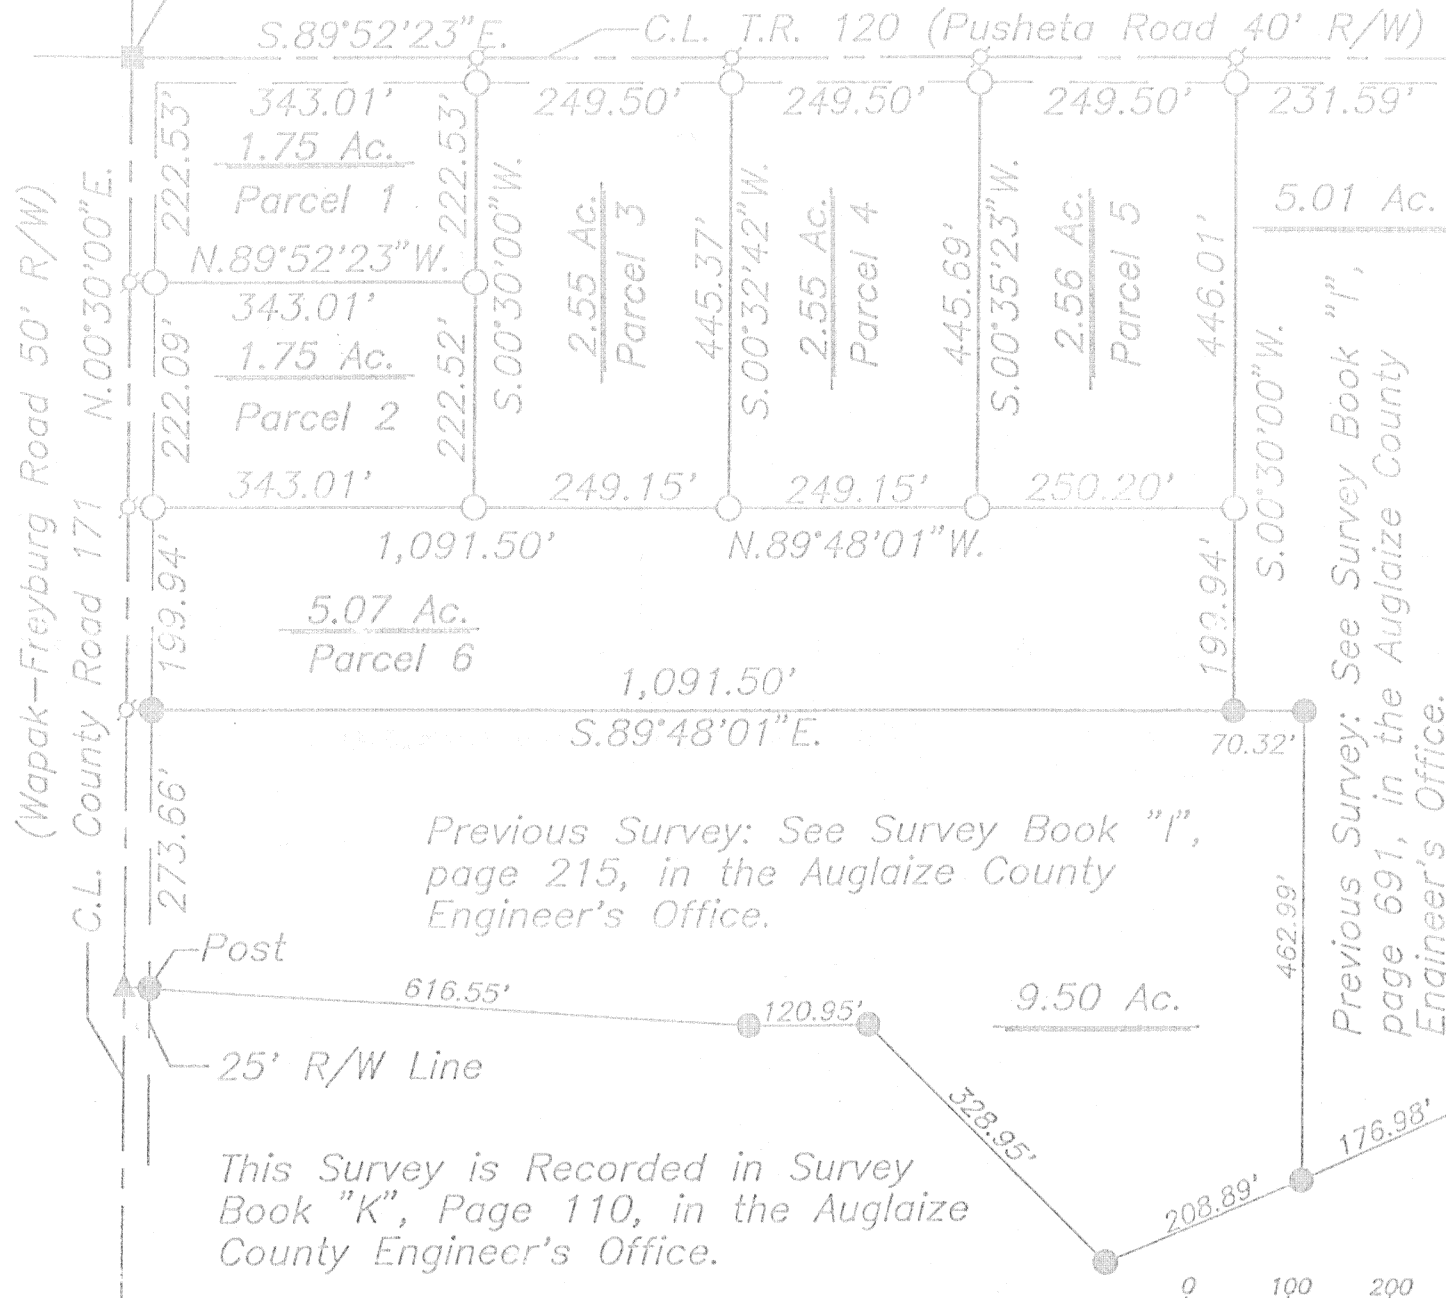 S.89°52'23"E.
C.L. T.R. 120 (Pusheta Road 40' R/W)
343.01'
249.50'
249.50'
249.50'
231.59'
222.53'
1.75 Ac.
Parcel 1
222.53'
S.00°30'00"W.
2.55 Ac.
Parcel 3
445.37'
S.00°32'42"W.
2.55 Ac.
Parcel 4
445.69'
S.00°35'23"W.
2.56 Ac.
Parcel 5
446.01'
S.00°30'00"W.
5.01 Ac.
N.89°52'23"W.
343.01'
222.09'
1.75 Ac.
Parcel 2
222.52'
343.01'
249.15'
249.15'
250.20'
1,091.50'
N.89°48'01"W.
(Wapak-Freyburg Road 50' R/W)
C.L. County Road 171 N.00°30'00"E.
199.94'
5.07 Ac.
Parcel 6
199.94'
1,091.50'
S.89°48'01"E.
70.32'
273.66'
Previous Survey: See Survey Book "I",
page 215, in the Auglaize County
Engineer's Office.
462.99'
Previous Survey: See Survey Book "I",
page 691, in the Auglaize County
Engineer's Office.
Post
616.55'
120.95'
9.50 Ac.
25' R/W Line
328.95'
176.98'
208.89'
This Survey is Recorded in Survey
Book "K", Page 110, in the Auglaize
County Engineer's Office.
0 100 200